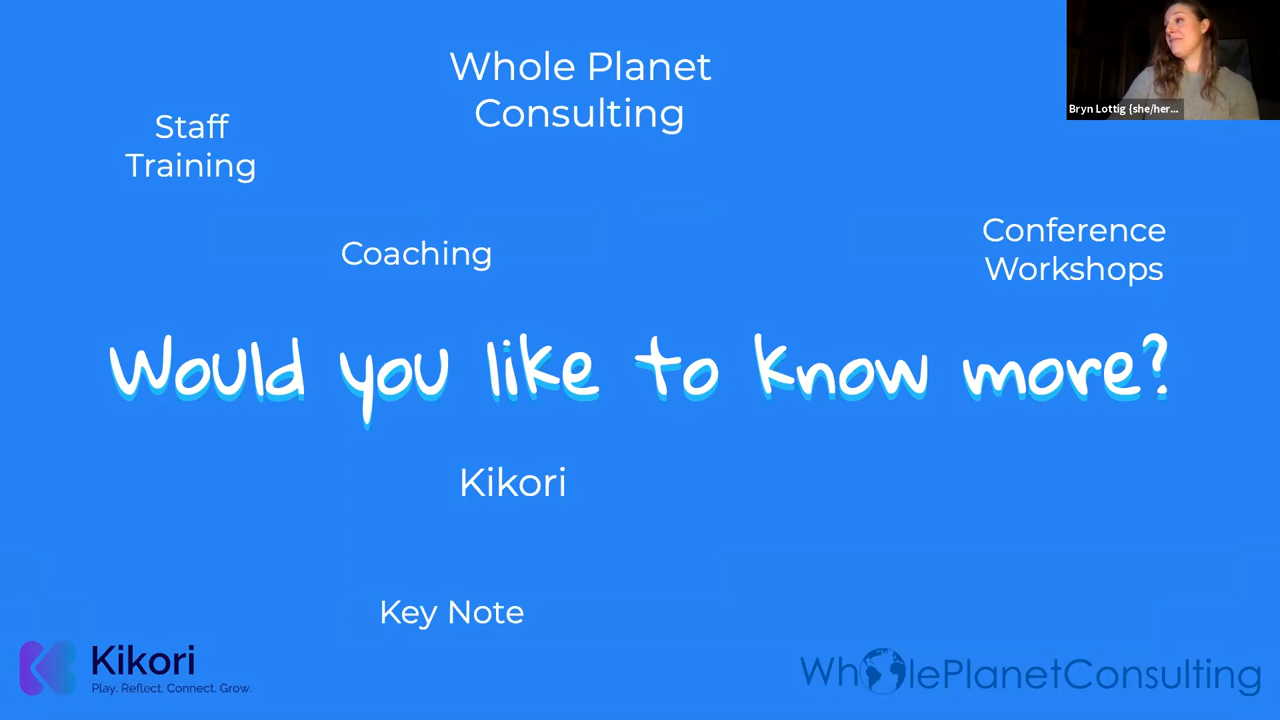 Whole Planet
Consulting
Bryn Lottig (she/her...
Staff
Training
Coaching
Conference
Workshops
Would you like to know more?
Kikori
Key Note
Kikori
Play. Reflect. Connect. Grow.
WholePlanetConsulting